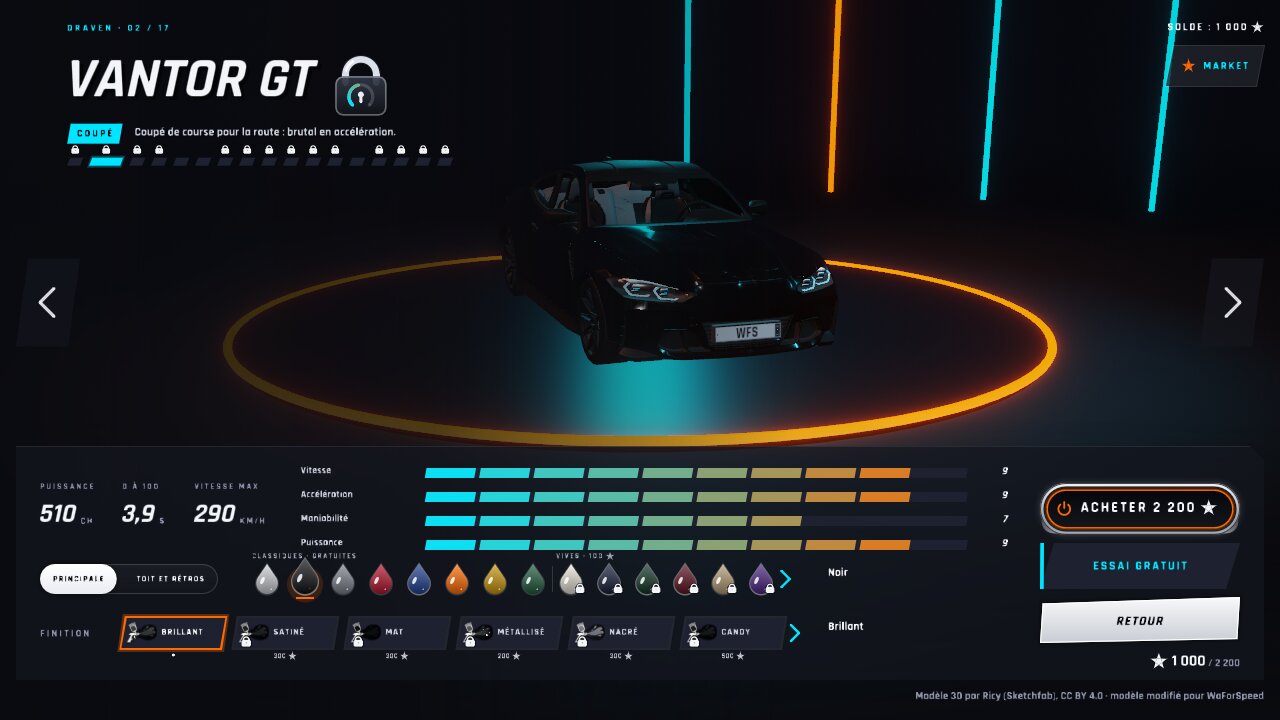 DRAVEN · 02 / 17
SOLDE : 1 000 ★
VANTOR GT
★ MARKET
COUPÉ
Coupé de course pour la route : brutal en accélération.
WFS
PUISSANCE
0 À 100
VITESSE MAX
510 CH
3,9 S
290 KM/H
Vitesse 9
Accélération 9
Maniabilité 7
Puissance 9
ACHETER 2 200 ★
ESSAI GRATUIT
RETOUR
★ 1 000 / 2 200
CLASSIQUES · GRATUITES
VIVES · 100 ★
PRINCIPALE
TOIT ET RÉTROS
Noir
FINITION
BRILLANT
SATINÉ
MAT
MÉTALLISÉ
NACRÉ
CANDY
Brillant
300 ★
300 ★
200 ★
300 ★
500 ★
Modèle 3D par Ricy (Sketchfab), CC BY 4.0 · modèle modifié pour WaForSpeed